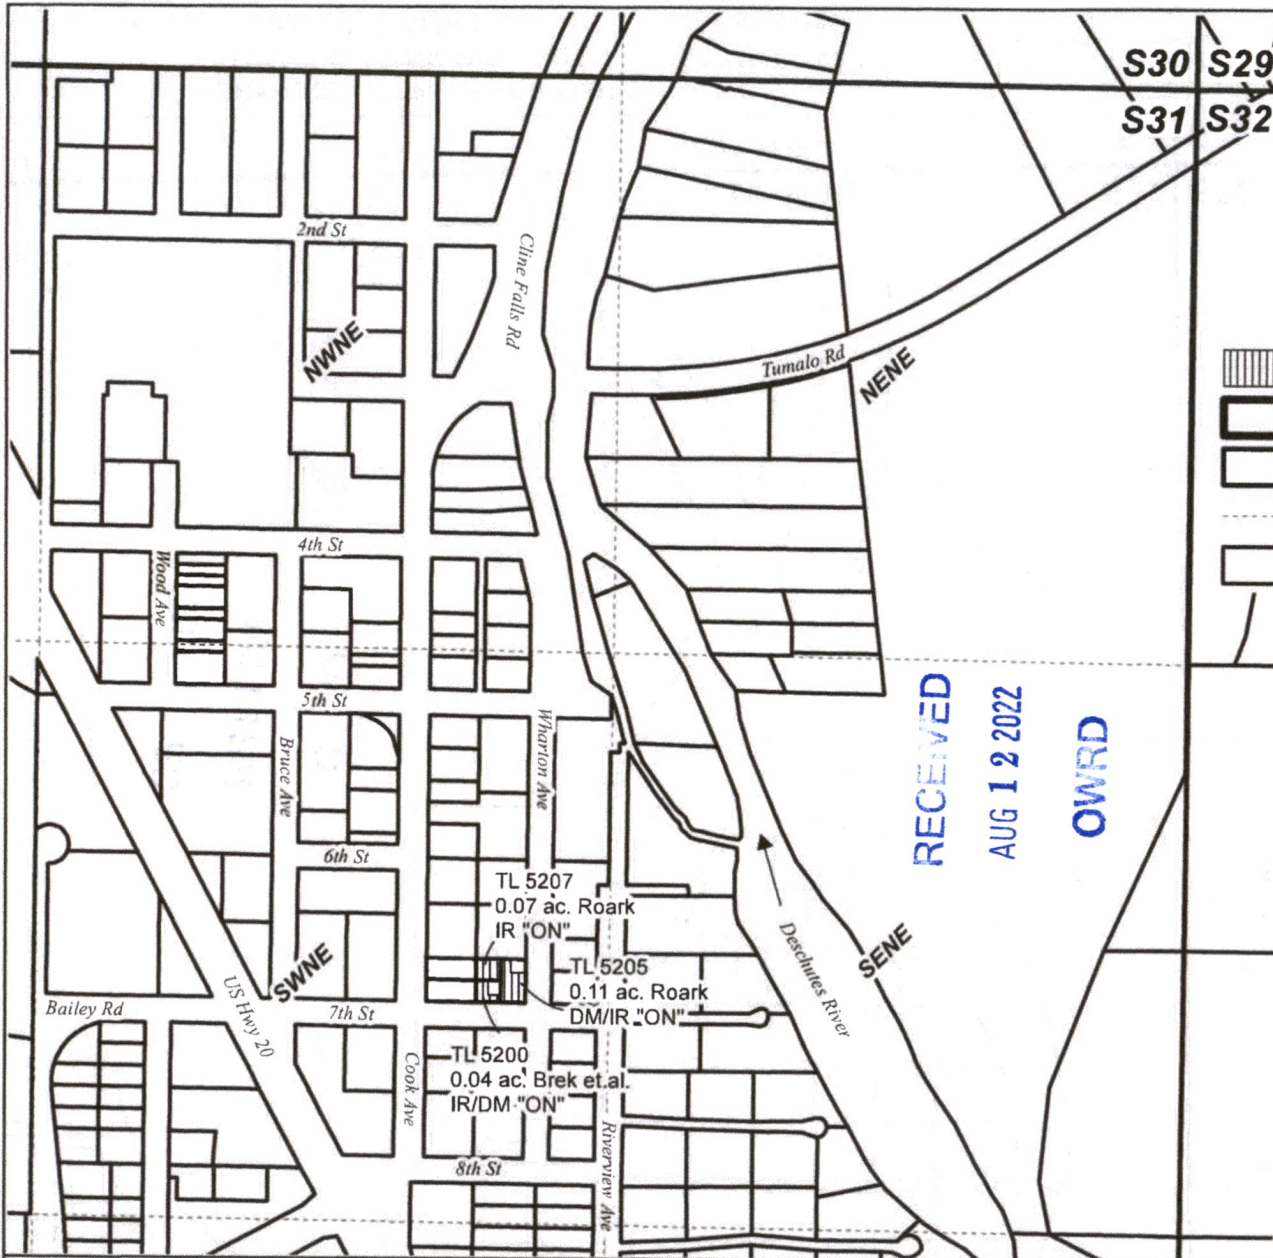 S30 S29
S31 S32
2nd St
Cline Falls Rd
NWNE
Tumalo Rd
NENE
4th St
Wood Ave
5th St
Bruce Ave
Wharton Ave
RECEIVED
AUG 12 2022
OWRD
6th St
TL 5207
0.07 ac. Roark
IR "ON"
TL 5205
0.11 ac. Roark
DM/IR "ON"
Deschutes River
SENE
SWNE
Bailey Rd
US Hwy 20
7th St
Cook Ave
TL 5200
0.04 ac. Brek et.al.
IR/DM "ON"
Riverview Ave
8th St